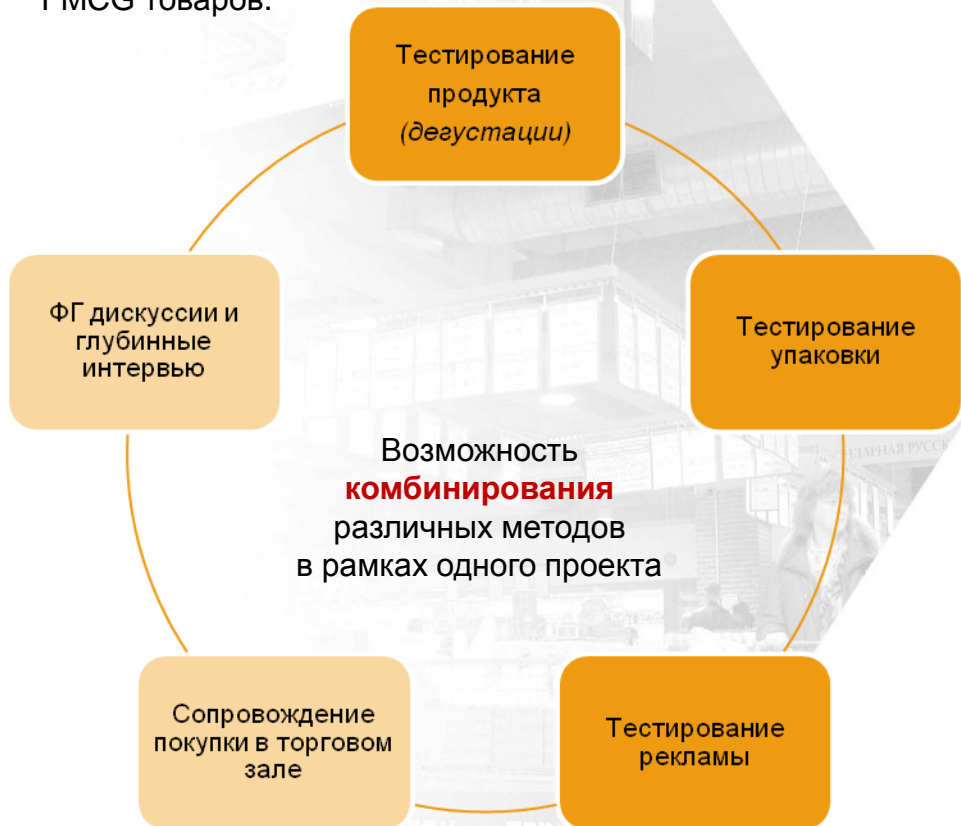 FMCG товаров.
Тестирование
продукта
(дегустации)
ФГ дискуссии и
глубинные
интервью
Тестирование
упаковки
Возможность
комбинирования
различных методов
в рамках одного проекта
Сопровождение
покупки в торговом
зале
Тестирование
рекламы